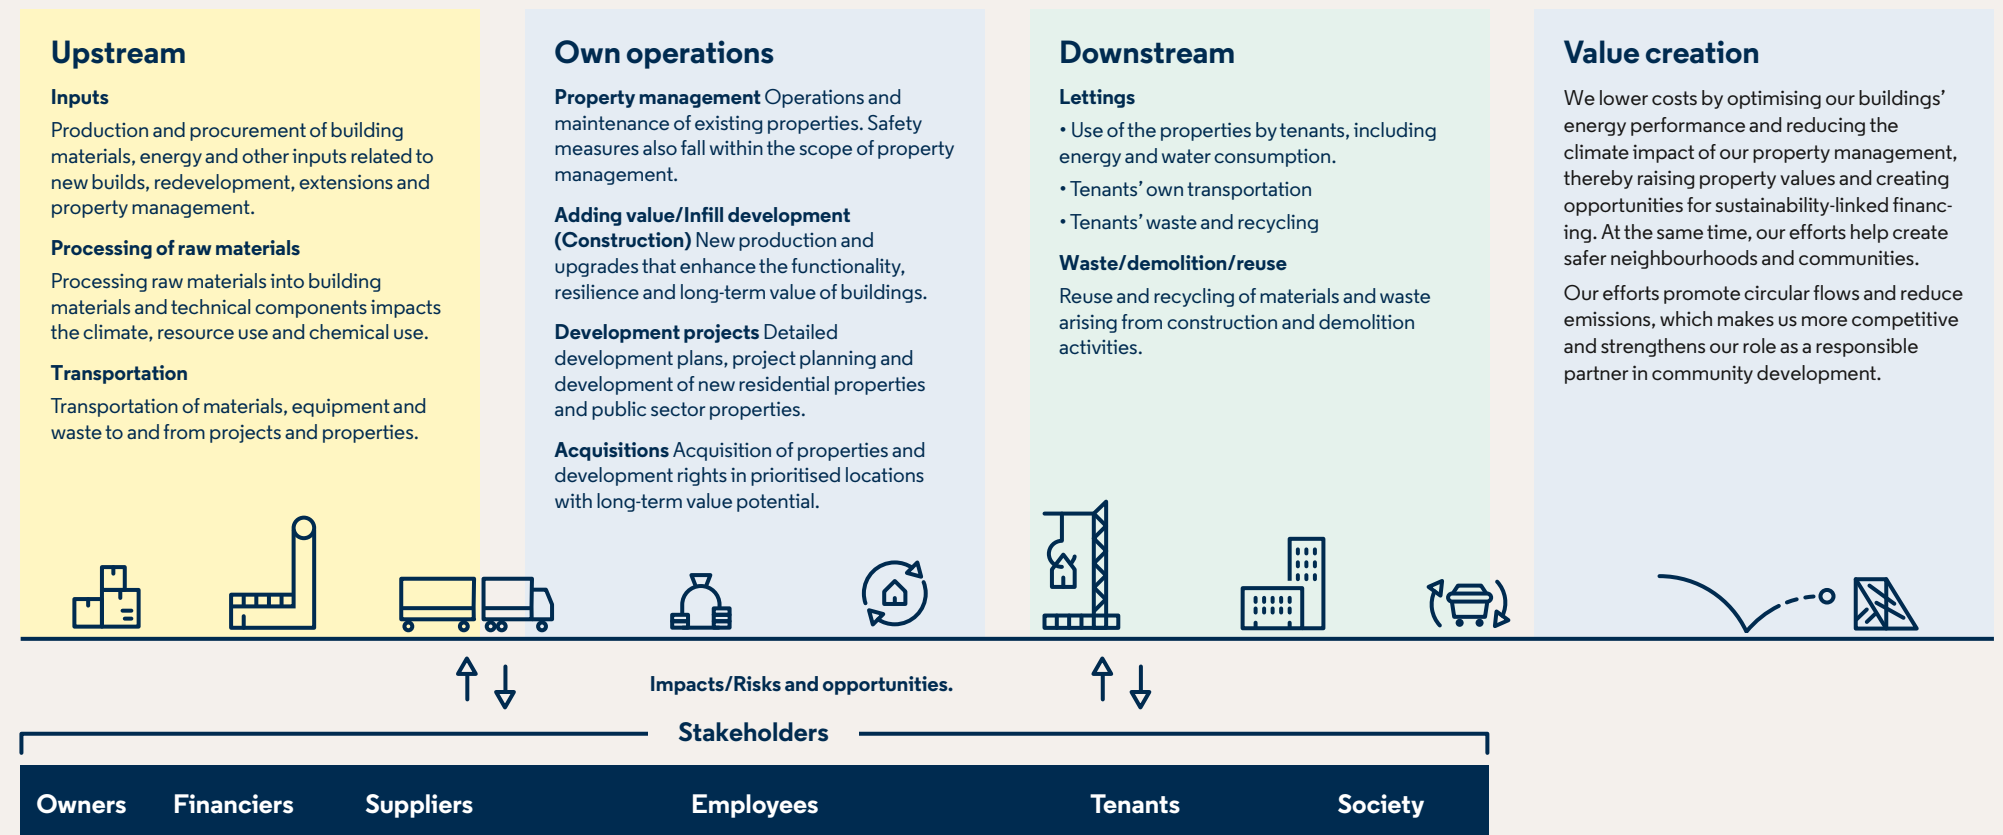 Upstream
Inputs
Production and procurement of building
materials, energy and other inputs related to
new builds, redevelopment, extensions and
property management.
Processing of raw materials
Processing raw materials into building
materials and technical components impacts
the climate, resource use and chemical use.
Transportation
Transportation of materials, equipment and
waste to and from projects and properties.
Own operations
Property management Operations and
maintenance of existing properties. Safety
measures also fall within the scope of property
management.
Adding value/Infill development
(Construction) New production and
upgrades that enhance the functionality,
resilience and long-term value of buildings.
Development projects Detailed
development plans, project planning and
development of new residential properties
and public sector properties.
Acquisitions Acquisition of properties and
development rights in prioritised locations
with long-term value potential.
Downstream
Lettings
• Use of the properties by tenants, including
energy and water consumption.
• Tenants’ own transportation
• Tenants’ waste and recycling
Waste/demolition/reuse
Reuse and recycling of materials and waste
arising from construction and demolition
activities.
Value creation
We lower costs by optimising our buildings’
energy performance and reducing the
climate impact of our property management,
thereby raising property values and creating
opportunities for sustainability-linked financ-
ing. At the same time, our efforts help create
safer neighbourhoods and communities.
Our efforts promote circular flows and reduce
emissions, which makes us more competitive
and strengthens our role as a responsible
partner in community development.
Impacts/Risks and opportunities.
Stakeholders
Owners Financiers Suppliers Employees Tenants Society